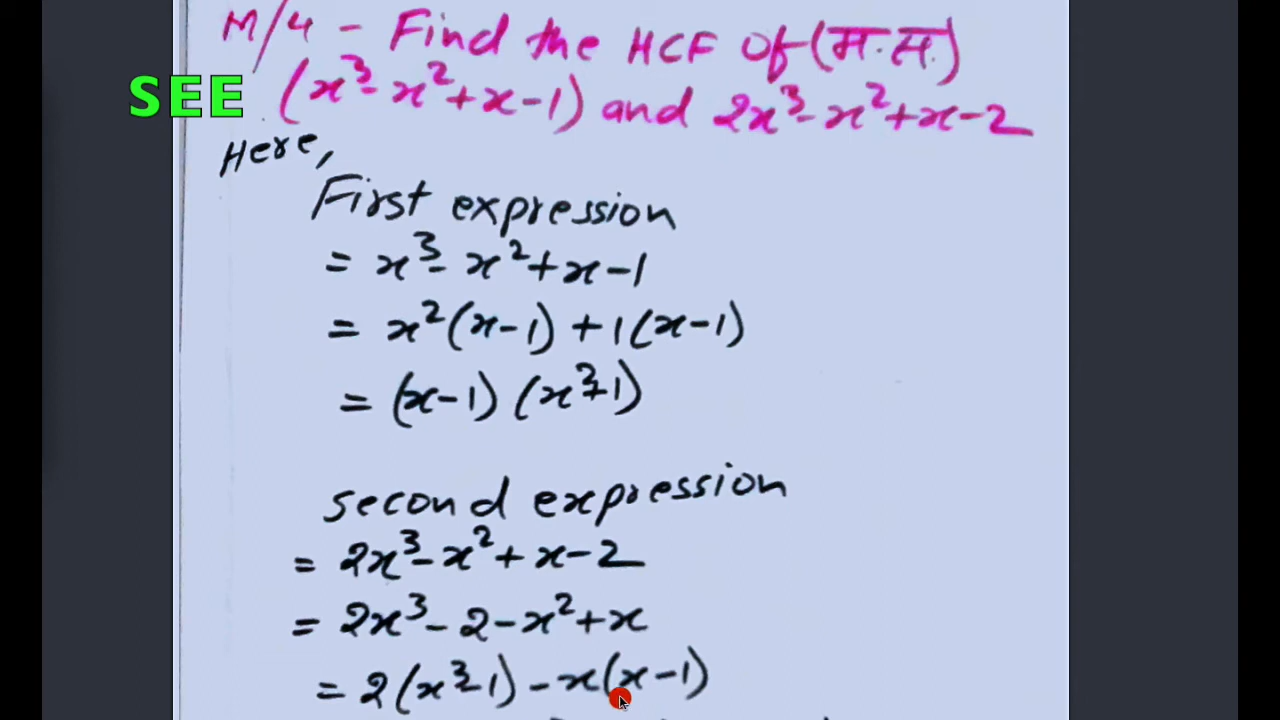 M/4 - Find the HCF of (म.स.)
SEE
(x³ - x² + x - 1) and 2x³ - x² + x - 2
Here,
First expression
= x³ - x² + x - 1
= x²(x-1) + 1(x-1)
= (x-1) (x²+1)
second expression
= 2x³ - x² + x - 2
= 2x³ - 2 - x² + x
= 2(x³-1) - x(x-1)